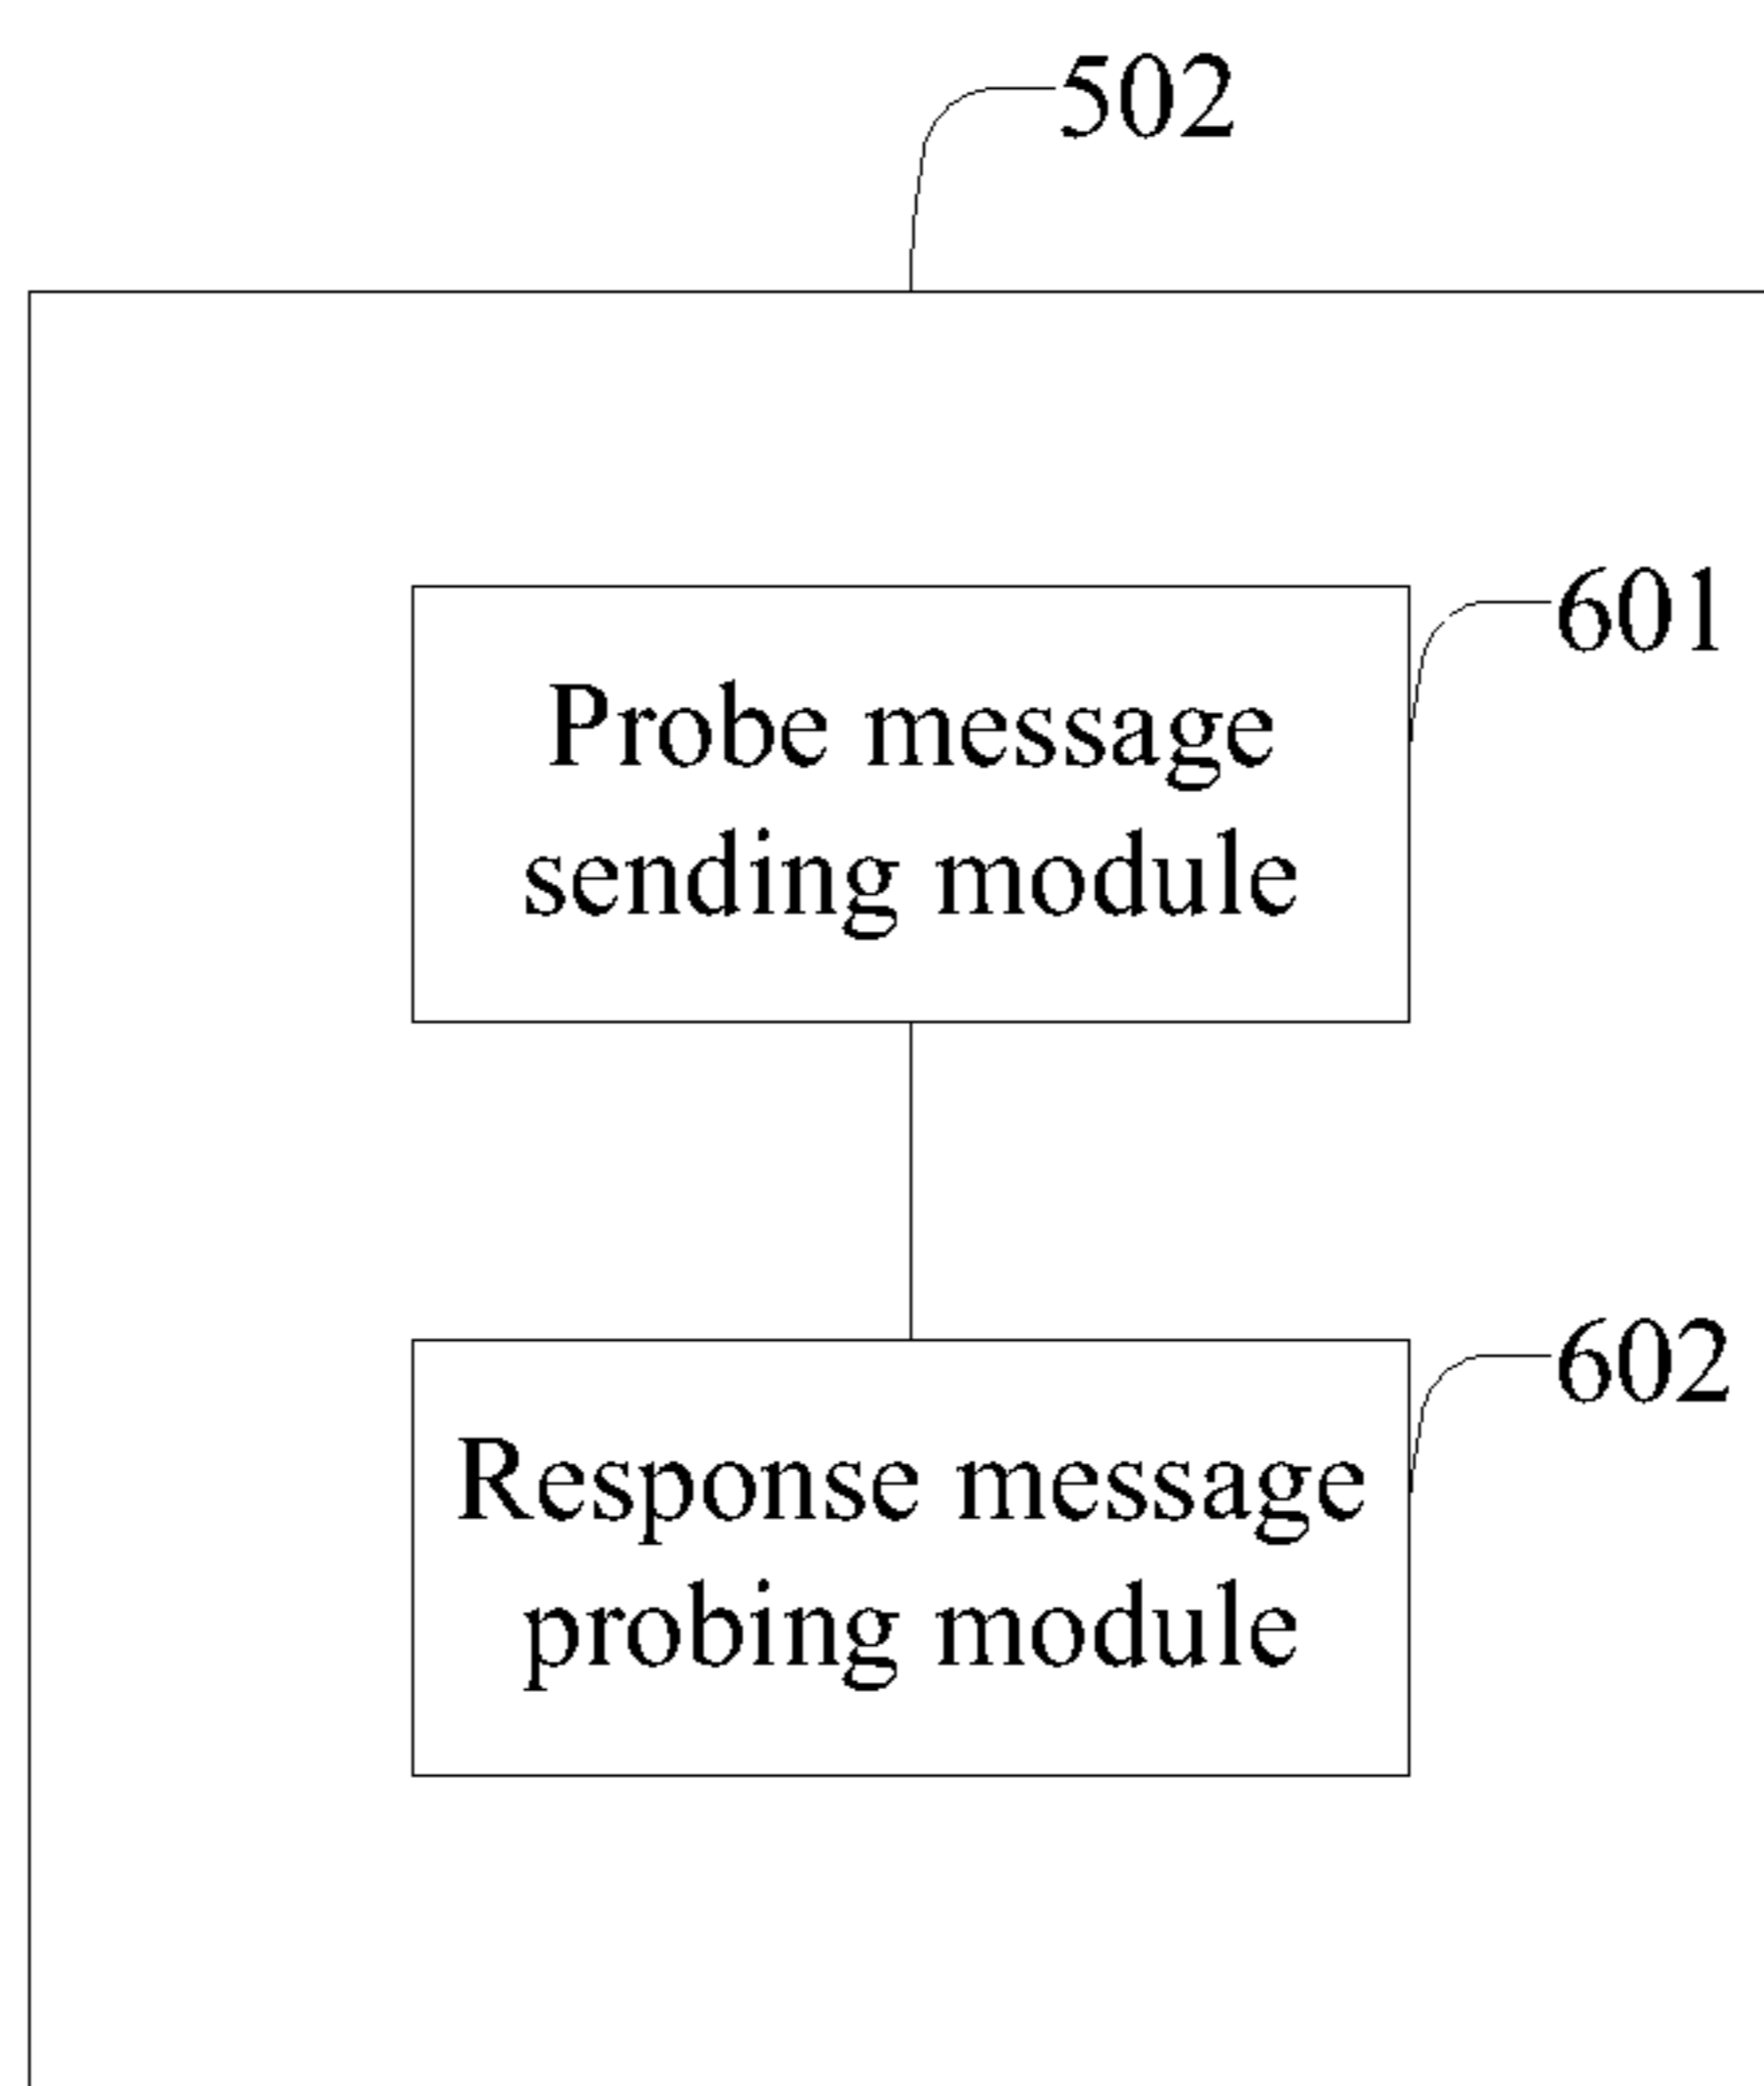 502
601
Probe message
sending module
602
Response message
probing module